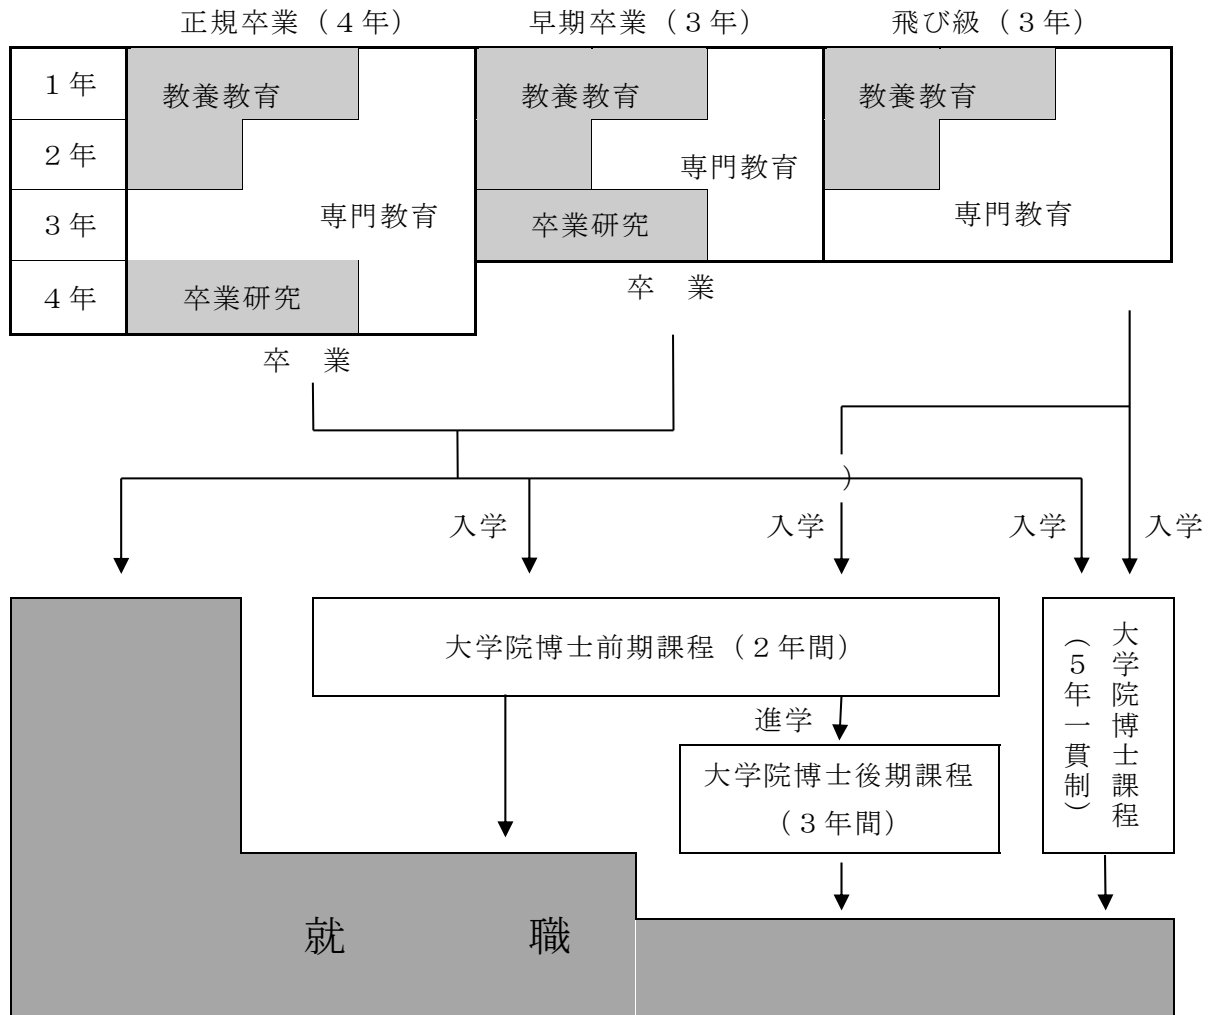 正規卒業（４年）
早期卒業（３年）
飛び級（３年）
１年
教養教育
教養教育
教養教育
２年
専門教育
３年
専門教育
卒業研究
専門教育
４年
卒業研究
卒　業
卒　業
）
入学
入学
入学
入学
大学院博士前期課程（２年間）
大学院博士課程
（５年一貫制）
進学
大学院博士後期課程
（３年間）
就　職